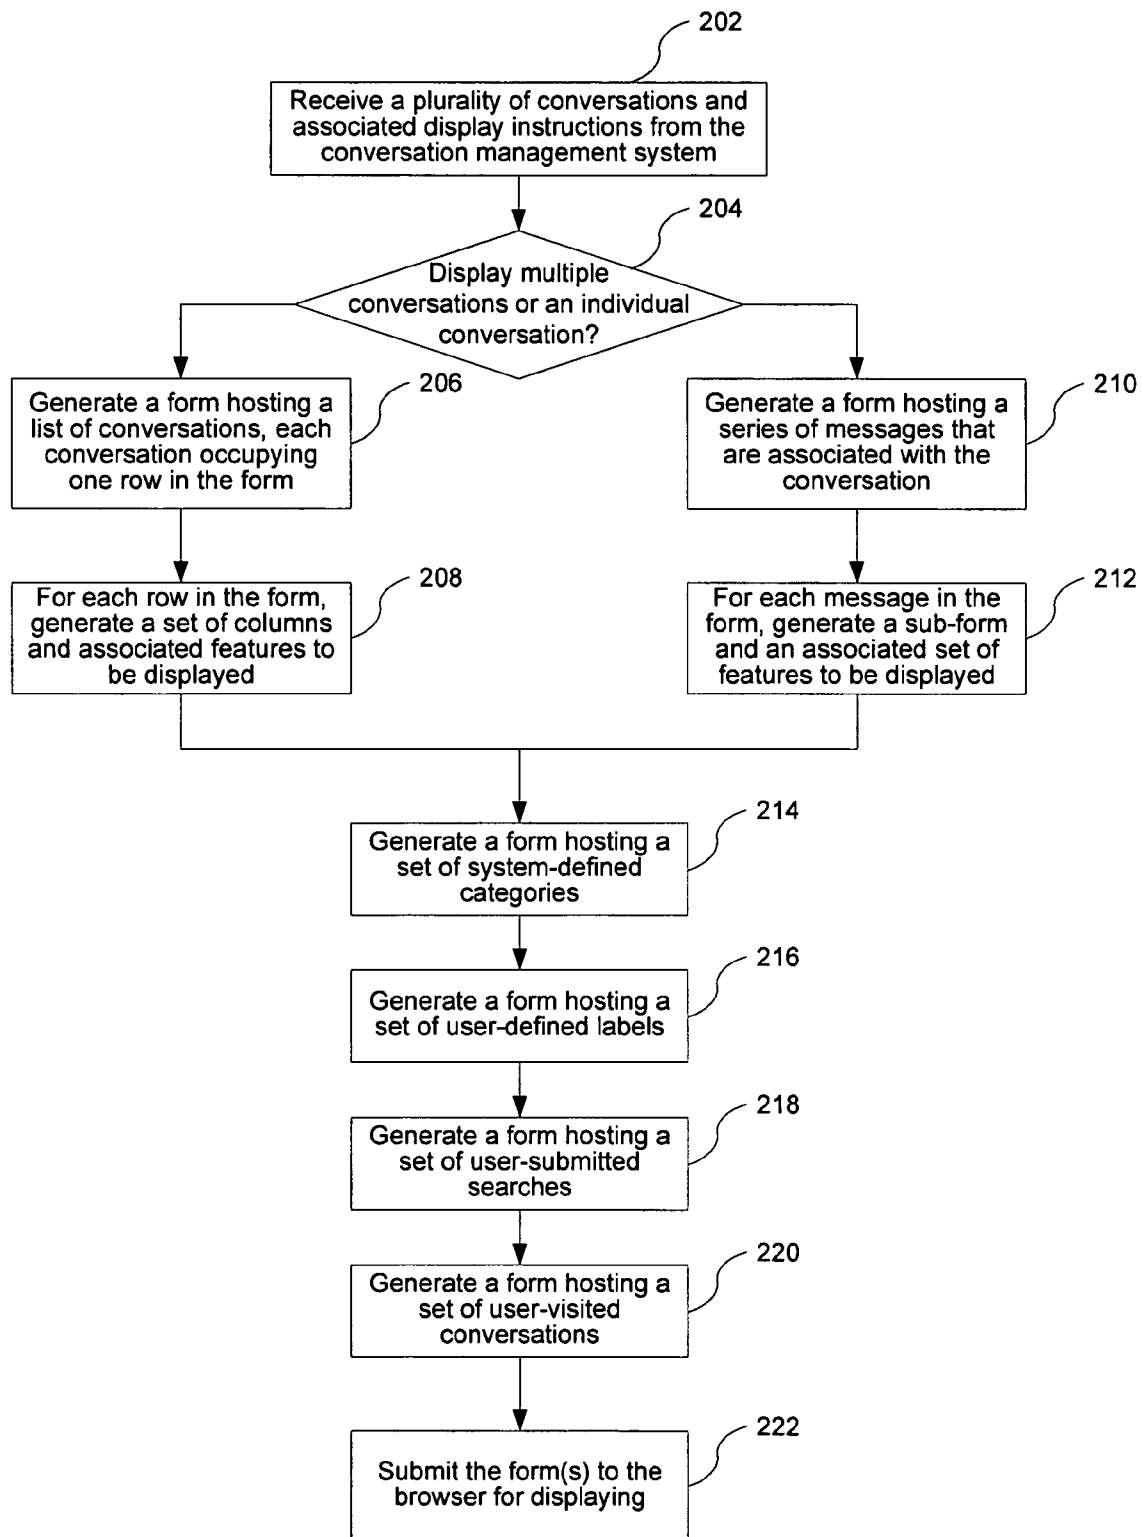 202
Receive a plurality of conversations and
associated display instructions from the
conversation management system
204
Display multiple
conversations or an individual
conversation?
206
Generate a form hosting a
list of conversations, each
conversation occupying
one row in the form
210
Generate a form hosting a
series of messages that
are associated with the
conversation
208
For each row in the form,
generate a set of columns
and associated features to
be displayed
212
For each message in the
form, generate a sub-form
and an associated set of
features to be displayed
214
Generate a form hosting a
set of system-defined
categories
216
Generate a form hosting a
set of user-defined labels
218
Generate a form hosting a
set of user-submitted
searches
220
Generate a form hosting a
set of user-visited
conversations
222
Submit the form(s) to the
browser for displaying